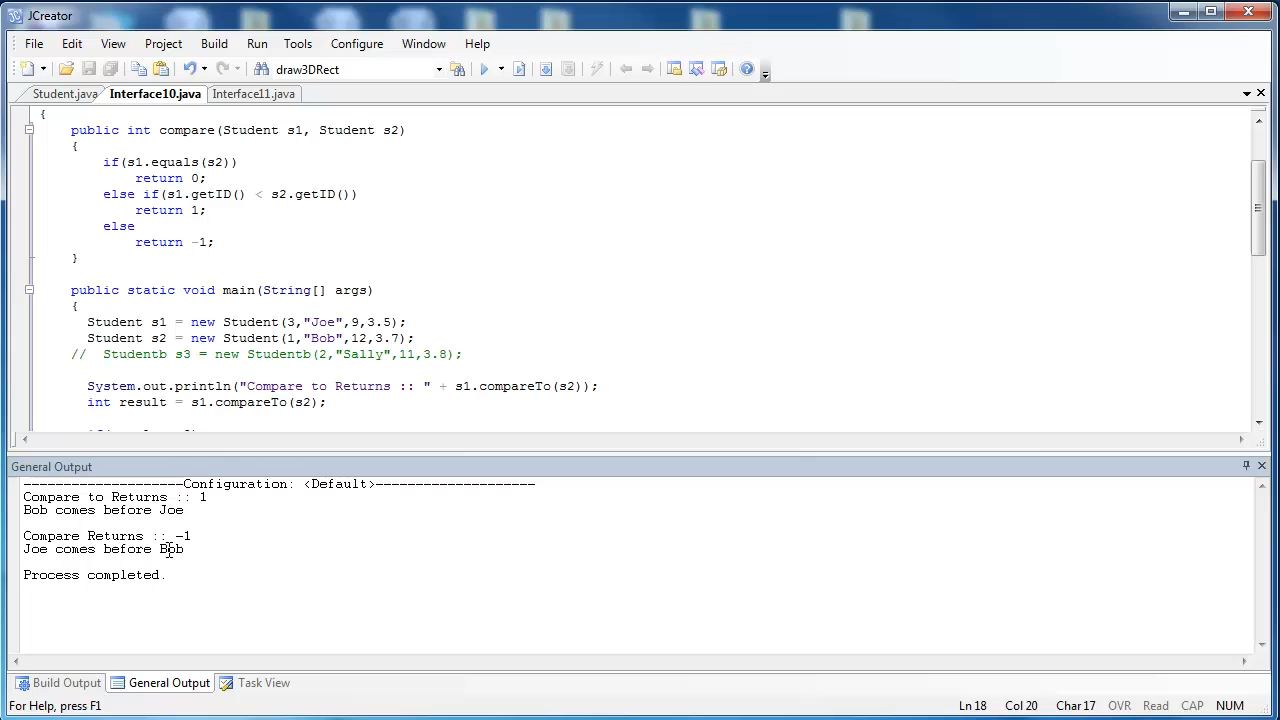 JCreator
File Edit View Project Build Run Tools Configure Window Help
draw3DRect
Student.java Interface10.java Interface11.java
{
public int compare(Student s1, Student s2)
{
if(s1.equals(s2))
return 0;
else if(s1.getID() < s2.getID())
return 1;
else
return -1;
}
public static void main(String[] args)
{
Student s1 = new Student(3,"Joe",9,3.5);
Student s2 = new Student(1,"Bob",12,3.7);
// Studentb s3 = new Studentb(2,"Sally",11,3.8);
System.out.println("Compare to Returns :: " + s1.compareTo(s2));
int result = s1.compareTo(s2);
General Output
--------------------Configuration: <Default>--------------------
Compare to Returns :: 1
Bob comes before Joe
Compare Returns :: -1
Joe comes before Bob
Process completed.
Build Output General Output Task View
For Help, press F1 Ln 18 Col 20 Char 17 OVR Read CAP NUM